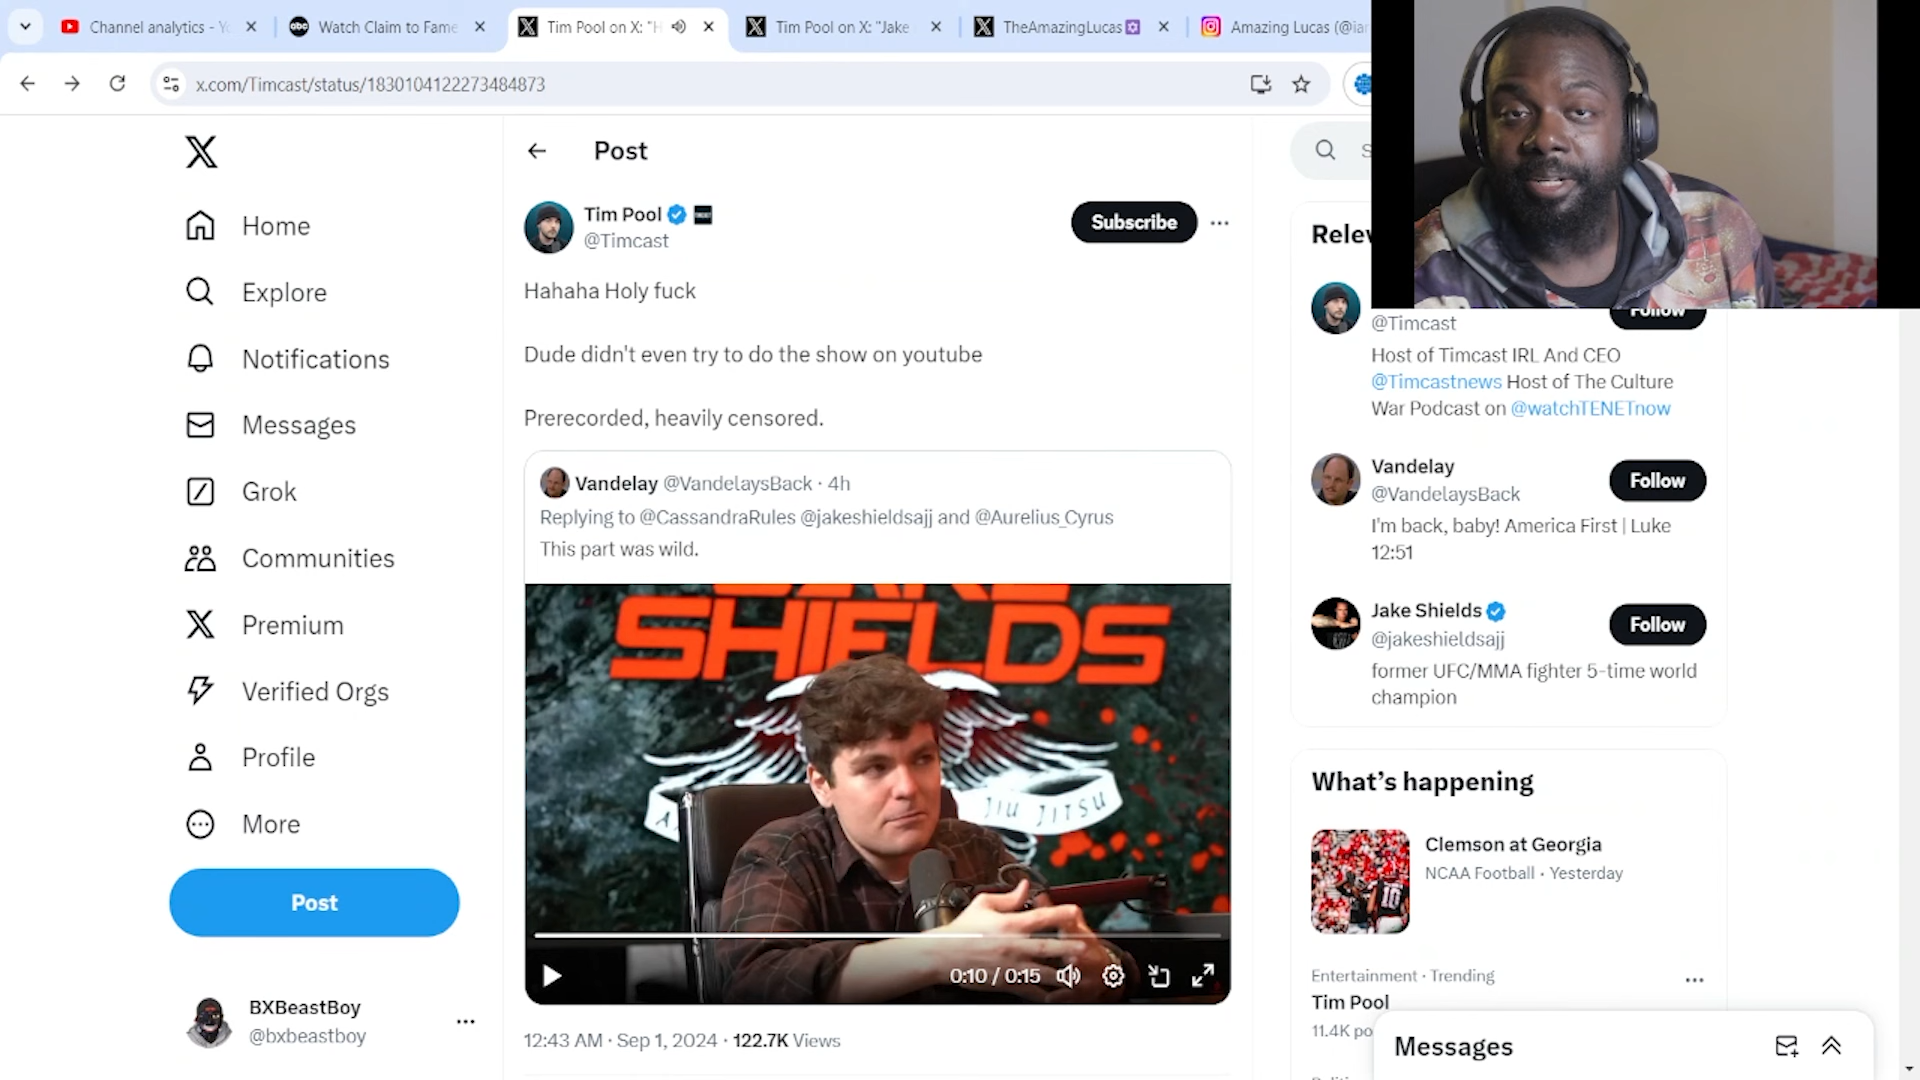 Channel analytics - Y
Watch Claim to Fame
Tim Pool on X: "H
Tim Pool on X: "Jake
TheAmazingLucas
Amazing Lucas (@iar
x.com/Timcast/status/1830104122273484873
Home
Explore
Notifications
Messages
Grok
Communities
Premium
Verified Orgs
Profile
More
Post
BXBeastBoy
@bxbeastboy
Post
Tim Pool
@Timcast
Subscribe
Hahaha Holy fuck
Dude didn't even try to do the show on youtube
Prerecorded, heavily censored.
Vandelay @VandelaysBack · 4h
Replying to @CassandraRules @jakeshieldsajj and @Aurelius_Cyrus
This part was wild.
SHIELDS
JIU JITSU
0:10 / 0:15
12:43 AM · Sep 1, 2024 · 122.7K Views
Relev
@Timcast
Follow
Host of Timcast IRL And CEO
@Timcastnews Host of The Culture
War Podcast on @watchTENETnow
Vandelay
@VandelaysBack
Follow
I'm back, baby! America First | Luke
12:51
Jake Shields
@jakeshieldsajj
Follow
former UFC/MMA fighter 5-time world
champion
What's happening
Clemson at Georgia
NCAA Football · Yesterday
Entertainment · Trending
Tim Pool
11.4K po
Messages